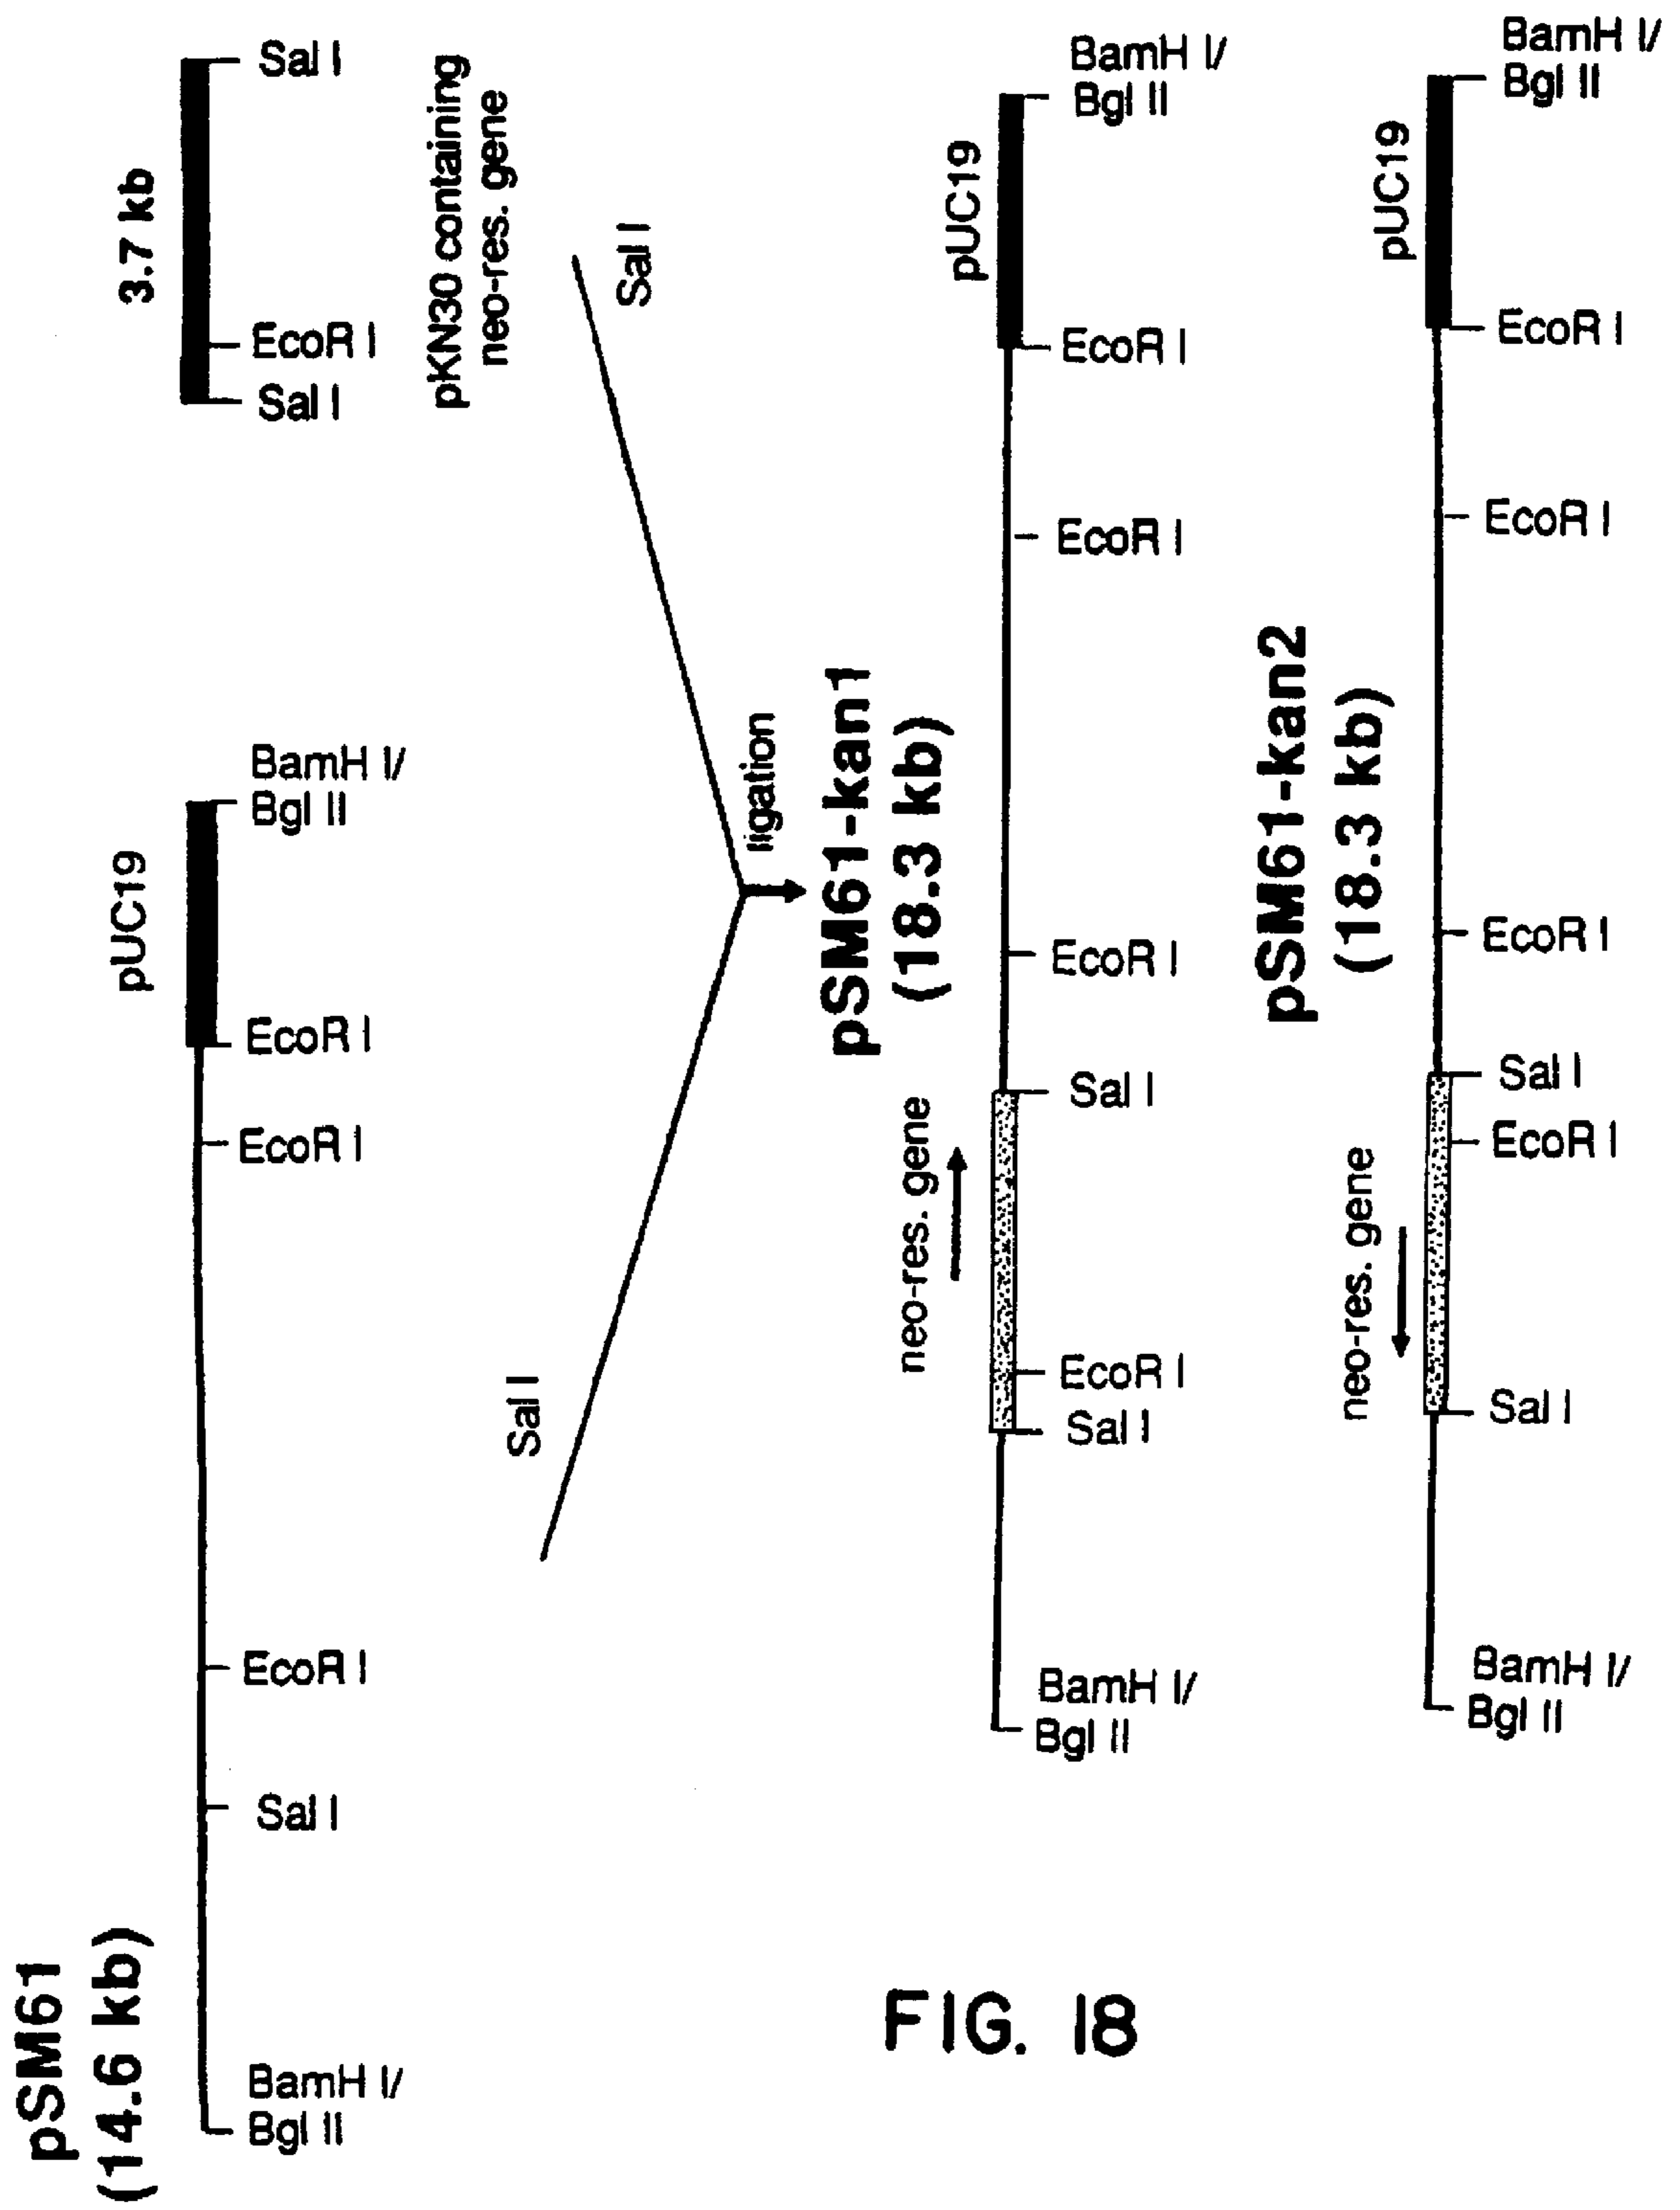 pSM61
(14.6 kb)
pUC19
BamH I/
Bgl II
Sal I
EcoR I
EcoR I
EcoR I
BamH I/
Bgl II
3.7 kb
Sal I
EcoR I
Sal I
pKN30 containing
neo-res. gene
Sal I
Sal I
ligation
pSM61-kan1
(18.3 kb)
neo-res. gene
pUC19
BamH I/
Bgl II
Sal I
EcoR I
Sal I
EcoR I
EcoR I
EcoR I
BamH I/
Bgl II
pSM61-kan2
(18.3 kb)
neo-res. gene
pUC19
BamH I/
Bgl II
Sal I
EcoR I
Sal I
EcoR I
EcoR I
EcoR I
BamH I/
Bgl II
FIG. 18